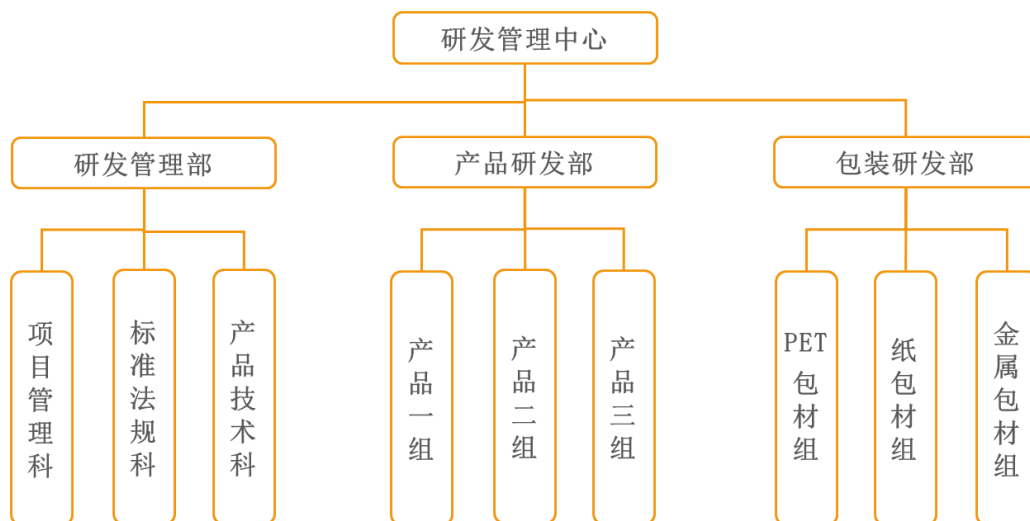 研发管理中心
研发管理部
产品研发部
包装研发部
项目管理科
标准法规科
产品技术科
产品一组
产品二组
产品三组
PET包材组
纸包材组
金属包材组